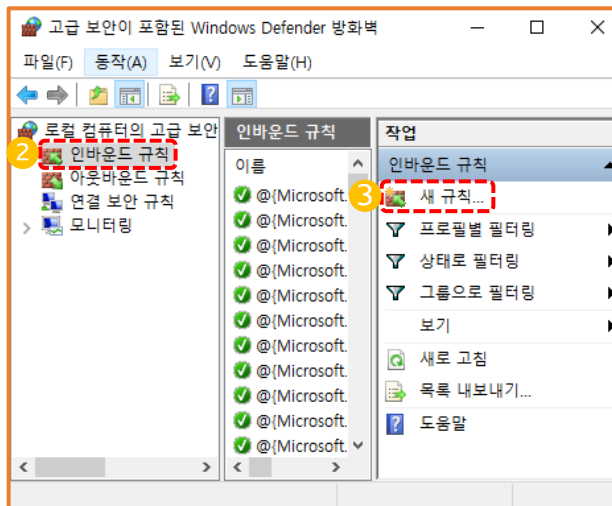 고급 보안이 포함된 Windows Defender 방화벽
파일(F) 동작(A) 보기(V) 도움말(H)
로컬 컴퓨터의 고급 보안
2 인바운드 규칙
아웃바운드 규칙
연결 보안 규칙
모니터링
인바운드 규칙
이름
@{Microsoft.
@{Microsoft.
@{Microsoft.
@{Microsoft.
@{Microsoft.
@{Microsoft.
@{Microsoft.
@{Microsoft.
@{Microsoft.
@{Microsoft.
@{Microsoft.
작업
인바운드 규칙
3 새 규칙...
프로필별 필터링
상태로 필터링
그룹으로 필터링
보기
새로 고침
목록 내보내기...
도움말